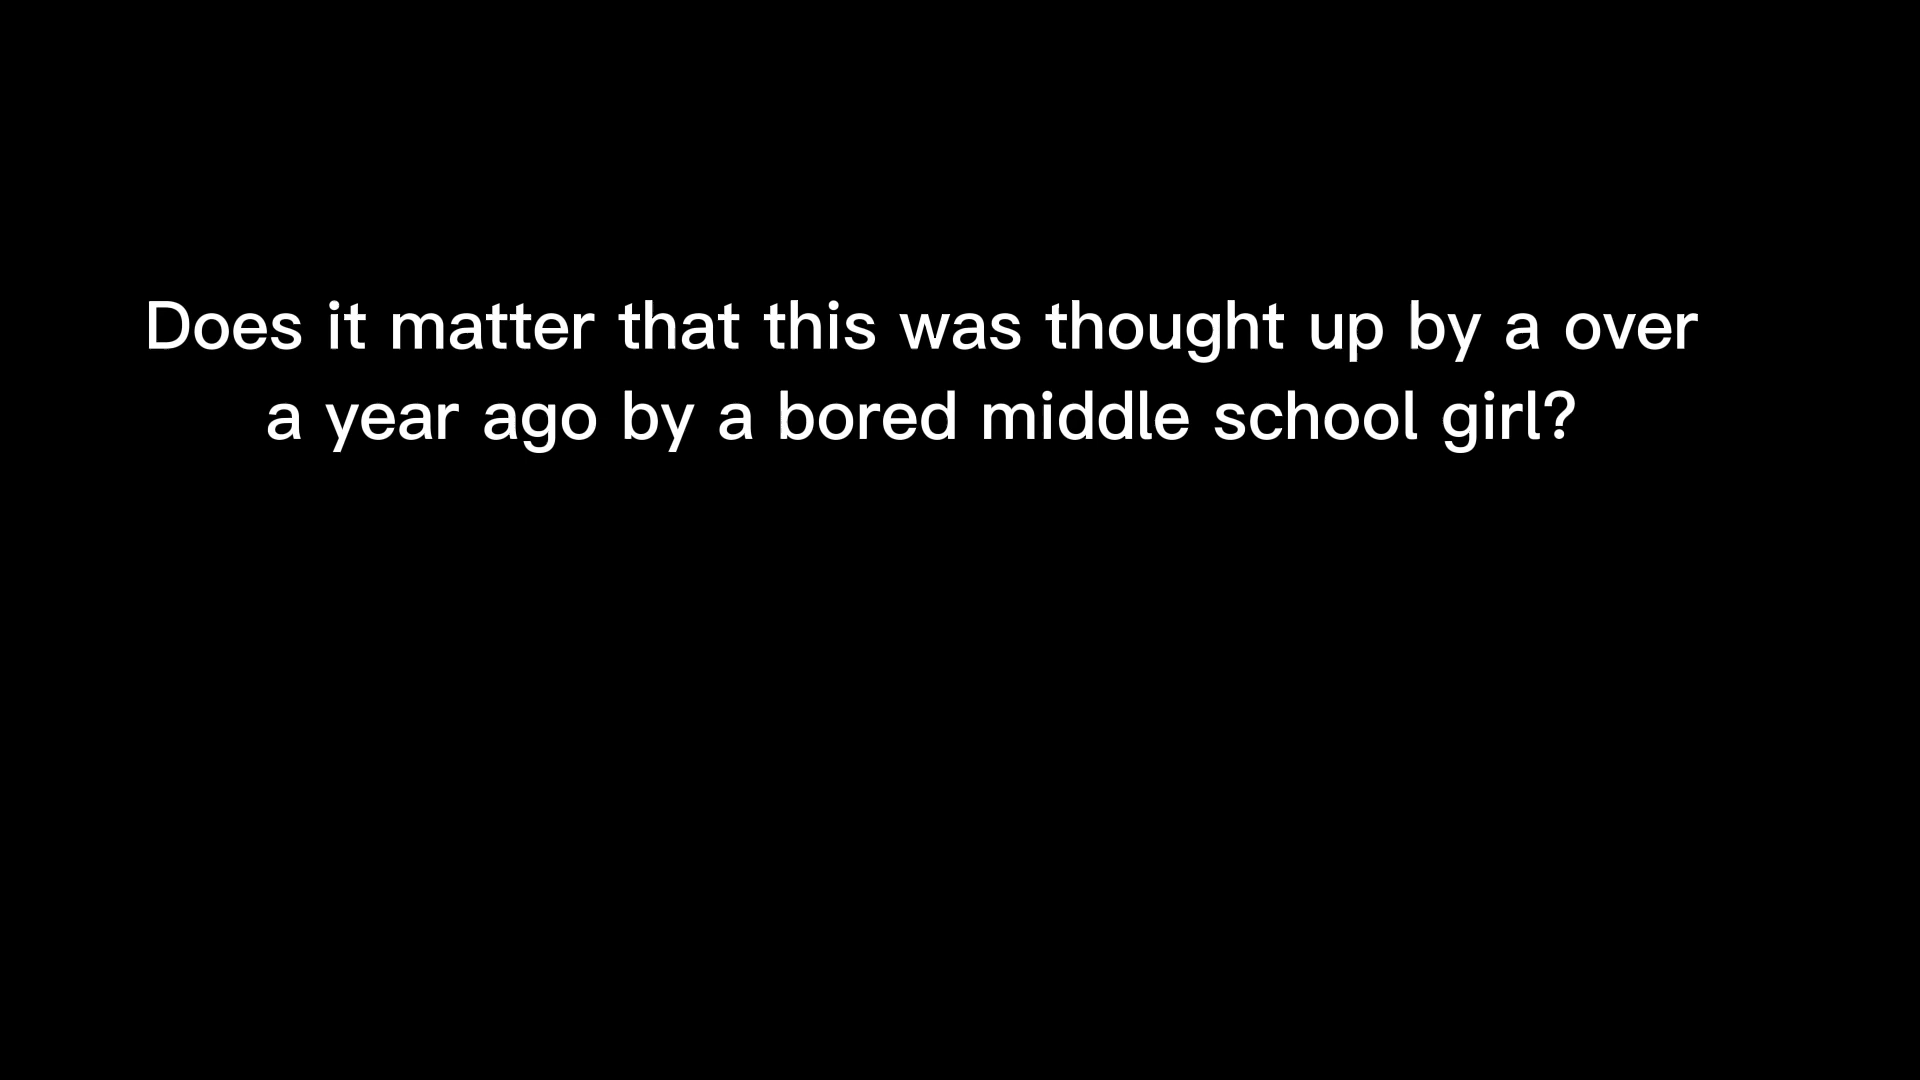 Does it matter that this was thought up by a over
a year ago by a bored middle school girl?